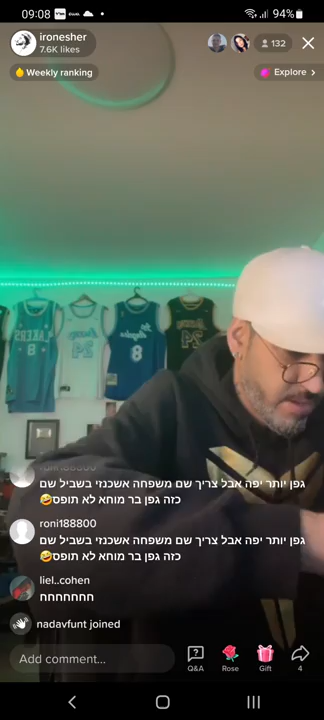 09:08
94%
ironesher
7.6K likes
132
Weekly ranking
Explore >
LAKERS
8
24
Los Angeles
8
24
גפן יותר יפה אבל צריך שם משפחה אשכנזי בשביל שם
כזה גפן בר מוחא לא תופס🤣
roni188800
גפן יותר יפה אבל צריך שם משפחה אשכנזי בשביל שם
כזה גפן בר מוחא לא תופס🤣
liel..cohen
חחחחחחח
nadavfunt joined
Add comment...
Q&A
Rose
Gift
4